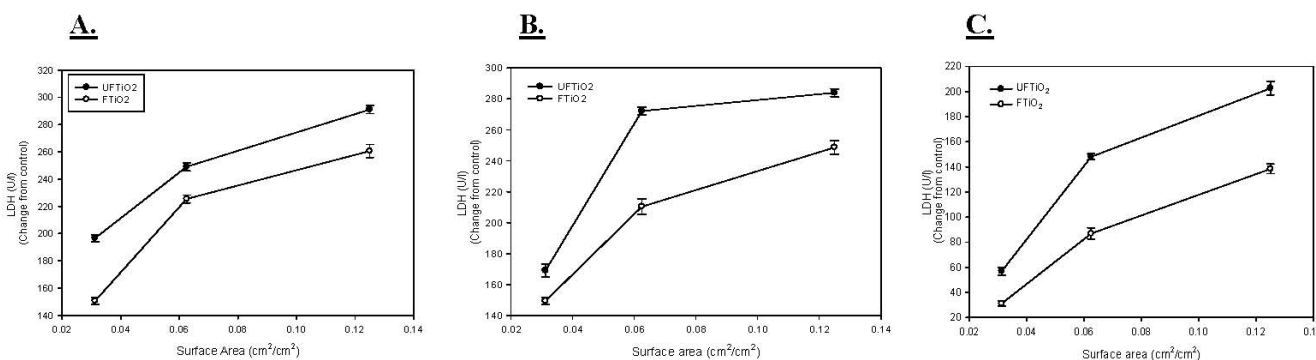 A.
320
300
280
260
240
220
200
180
160
140
0.02
0.04
0.06
0.08
0.10
0.12
0.14
UFTiO2
FTiO2
LDH (U/l)
(Change from control)
Surface Area (cm²/cm²)
B.
300
280
260
240
220
200
180
160
140
0.02
0.04
0.06
0.08
0.10
0.12
0.14
UFTiO2
FTiO2
LDH (U/l)
(Change from control)
Surface area (cm²/cm²)
C.
220
200
180
160
140
120
100
80
60
40
20
0.02
0.04
0.06
0.08
0.10
0.12
0.14
UFTiO₂
FTiO₂
LDH (U/l)
(Change from control)
Surface area (cm²/cm²)